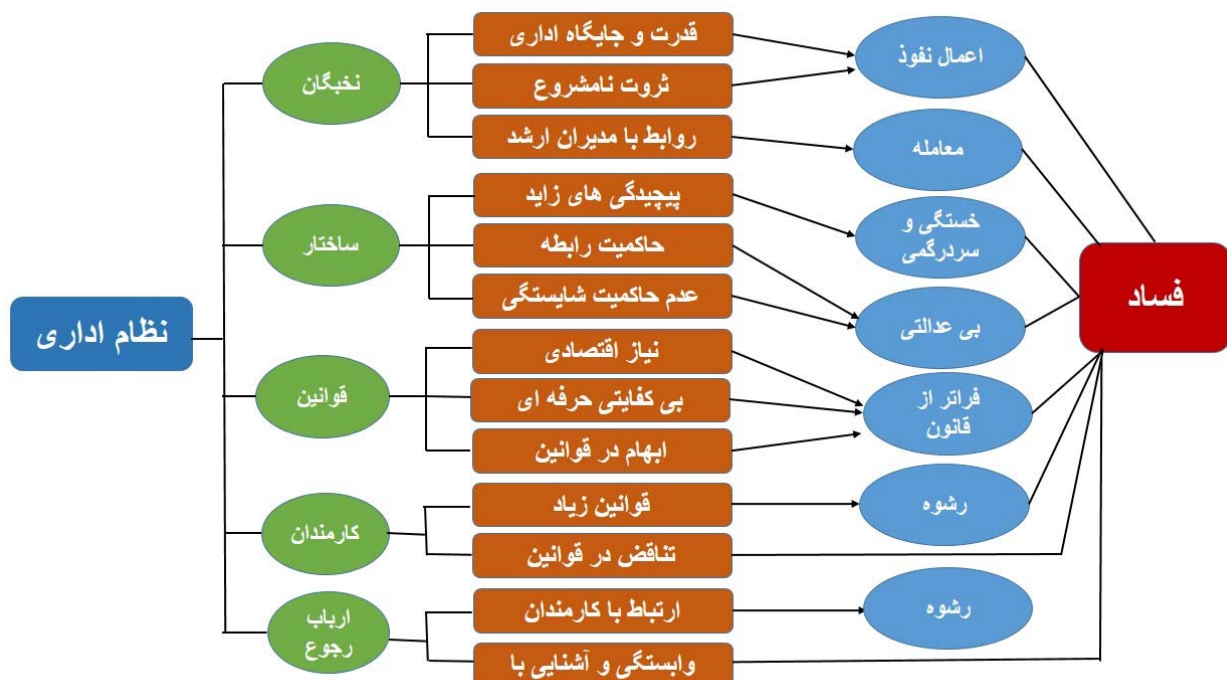 نظام اداری
نخبگان
ساختار
قوانین
کارمندان
ارباب
رجوع
قدرت و جایگاه اداری
ثروت نامشروع
روابط با مدیران ارشد
پیچیدگی های زاید
حاکمیت رابطه
عدم حاکمیت شایستگی
نیاز اقتصادی
بی کفایتی حرفه ای
ابهام در قوانین
قوانین زیاد
تناقض در قوانین
ارتباط با کارمندان
وابستگی و آشنایی با
اعمال نفوذ
معامله
خستگی و
سردرگمی
بی عدالتی
فراتر از
قانون
رشوه
رشوه
فساد